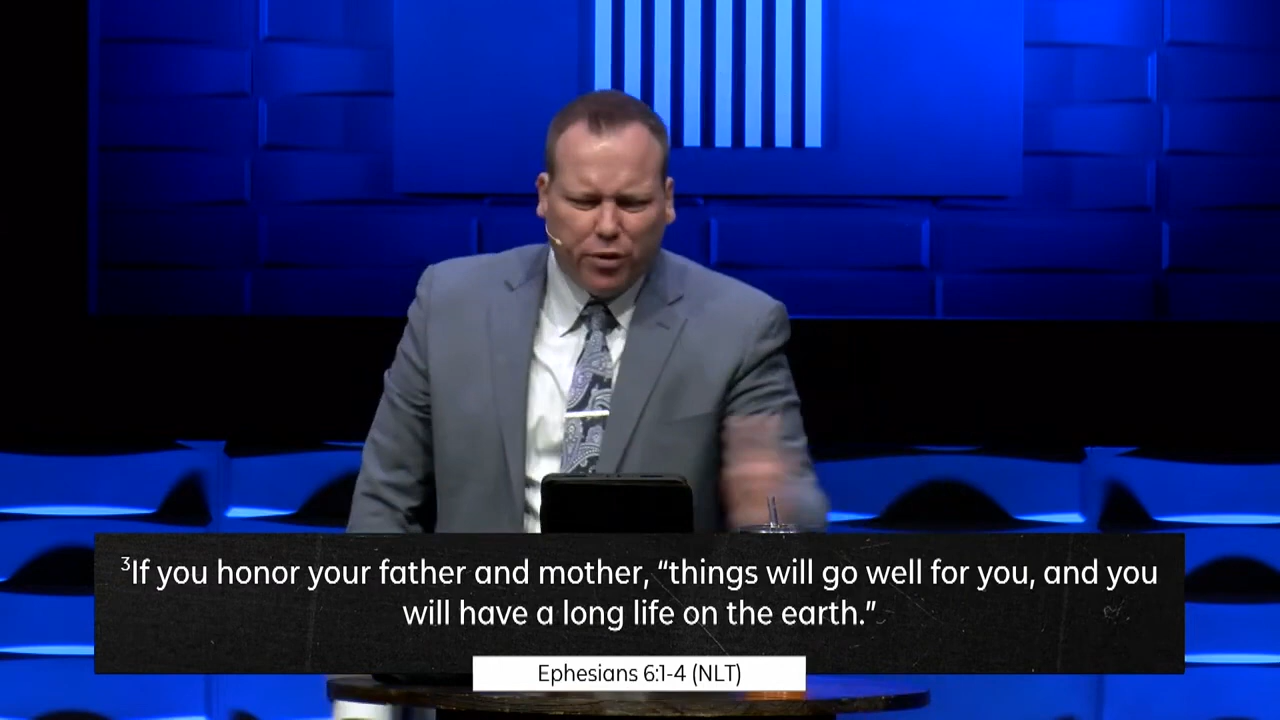 ³If you honor your father and mother, “things will go well for you, and you
will have a long life on the earth.”
Ephesians 6:1-4 (NLT)